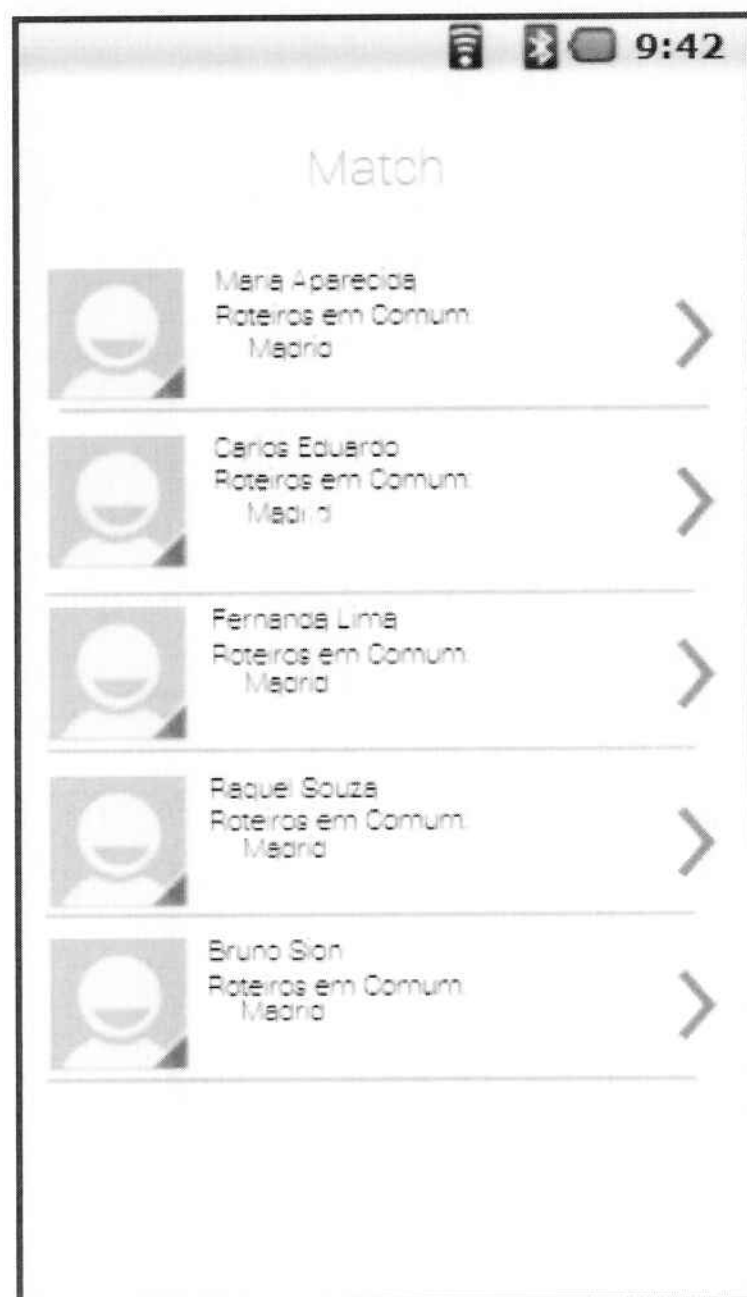 9:42
Match
Maria Aparecida
Roteiros em Comum:
Madrid
Carlos Eduardo
Roteiros em Comum:
Madrid
Fernanda Lima
Roteiros em Comum:
Madrid
Raquel Souza
Roteiros em Comum:
Madrid
Bruno Sion
Roteiros em Comum:
Madrid